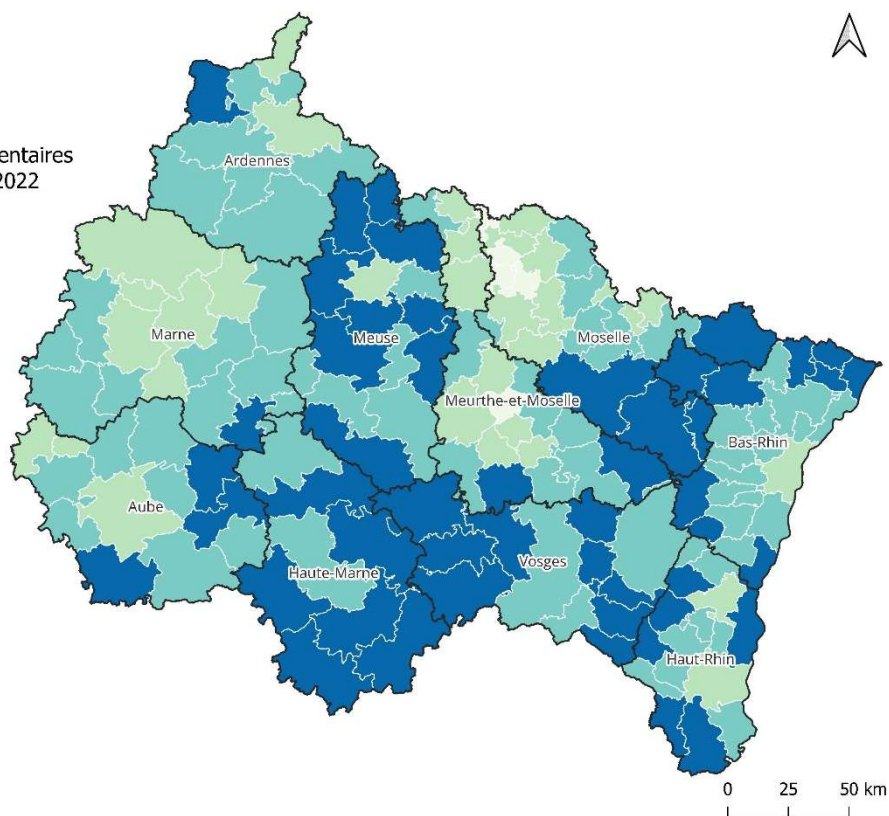 entaires
2022
Ardennes
Marne
Meuse
Moselle
Meurthe-et-Moselle
Bas-Rhin
Aube
Haute-Marne
Vosges
Haut-Rhin
0 25 50 km